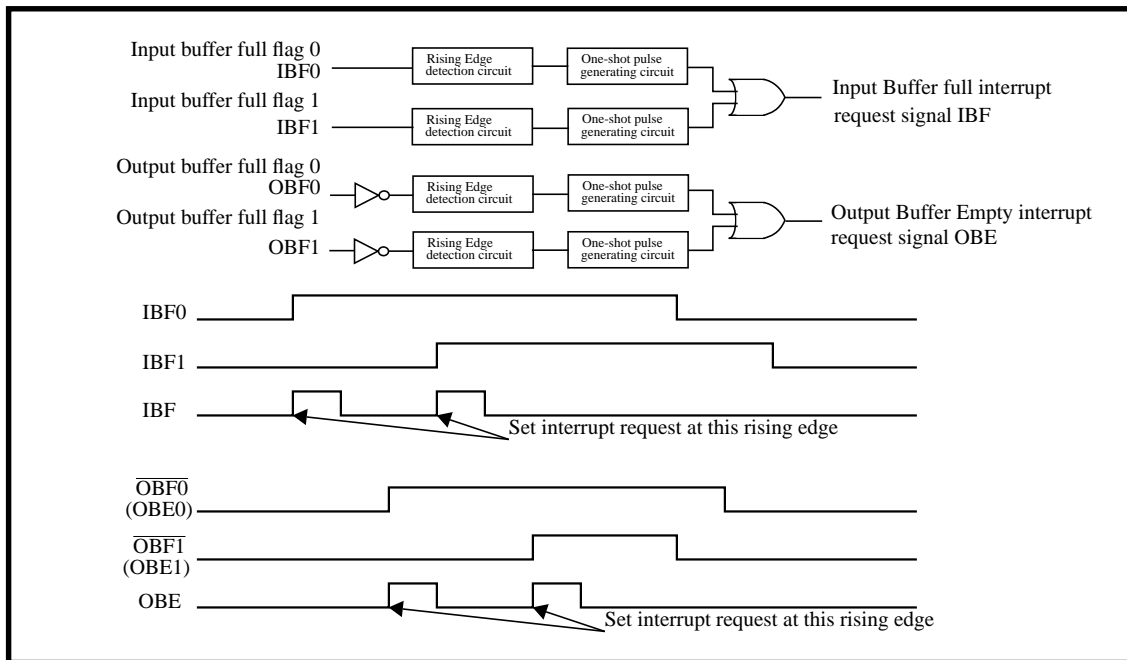 Input buffer full flag 0
IBF0
Rising Edge
detection circuit
One-shot pulse
generating circuit
Input buffer full flag 1
IBF1
Rising Edge
detection circuit
One-shot pulse
generating circuit
Input Buffer full interrupt
request signal IBF
Output buffer full flag 0
OBF0
Rising Edge
detection circuit
One-shot pulse
generating circuit
Output buffer full flag 1
OBF1
Rising Edge
detection circuit
One-shot pulse
generating circuit
Output Buffer Empty interrupt
request signal OBE
IBF0
IBF1
IBF
Set interrupt request at this rising edge
OBF0
(OBE0)
OBF1
(OBE1)
OBE
Set interrupt request at this rising edge